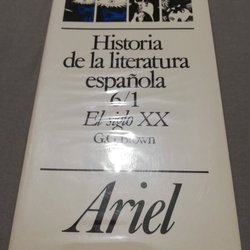 Historia
de la literatura
española
6/1
El siglo XX
G.G. Brown
Ariel